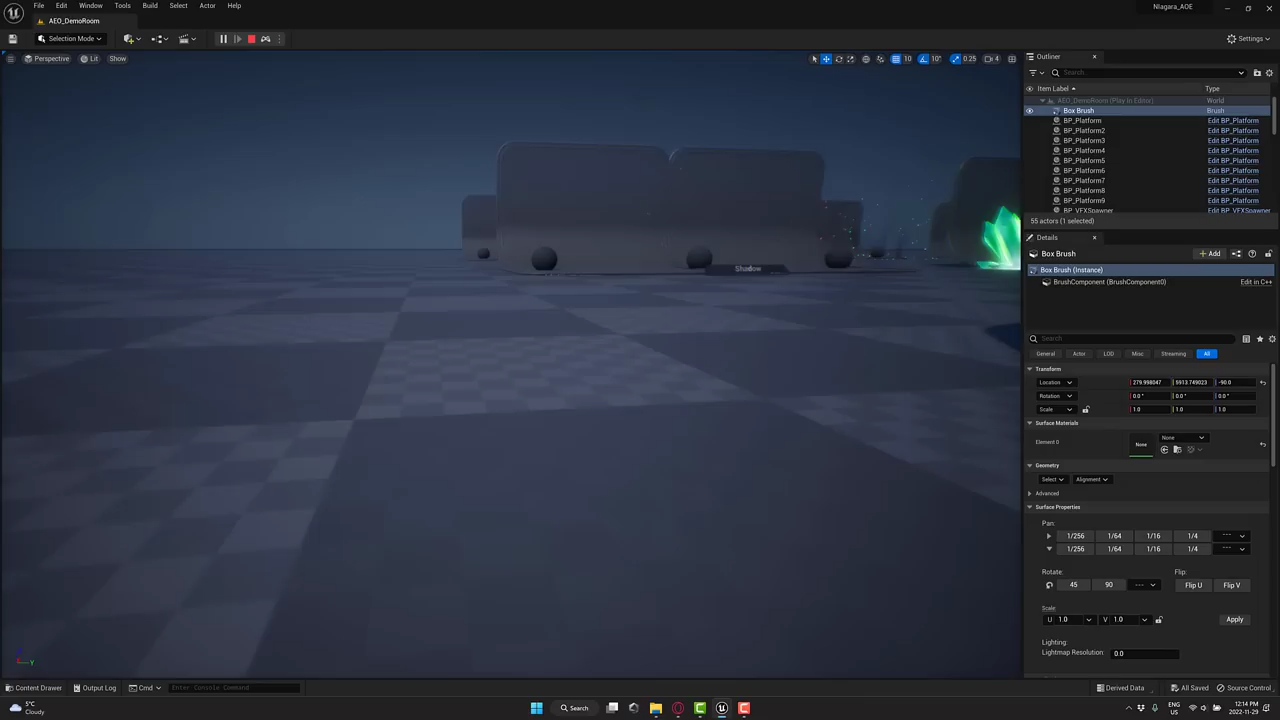 File Edit Window Tools Build Select Actor Help
Niagara_AOE
AEO_DemoRoom
Selection Mode
Settings
Perspective Lit Show
10 10° 0.25 4
Shadow
Outliner
Search
Item Label Type
AEO_DemoRoom (Play In Editor) World
Box Brush Brush
BP_Platform Edit BP_Platform
BP_Platform2 Edit BP_Platform
BP_Platform3 Edit BP_Platform
BP_Platform4 Edit BP_Platform
BP_Platform5 Edit BP_Platform
BP_Platform6 Edit BP_Platform
BP_Platform7 Edit BP_Platform
BP_Platform8 Edit BP_Platform
BP_Platform9 Edit BP_Platform
BP_VFXSpawner Edit BP_VFXSpawner
55 actors (1 selected)
Details
Box Brush + Add
Box Brush (Instance)
BrushComponent (BrushComponent0) Edit in C++
Search
General Actor LOD Misc Streaming All
Transform
Location 279.998047 5913.749023 -90.0
Rotation 0.0 ° 0.0 ° 0.0 °
Scale 1.0 1.0 1.0
Surface Materials
Element 0 None None
Geometry
Select Alignment
Advanced
Surface Properties
Pan:
1/256 1/64 1/16 1/4 ---
1/256 1/64 1/16 1/4 ---
Rotate: Flip:
45 90 --- Flip U Flip V
Scale:
U 1.0 V 1.0 Apply
Lighting:
Lightmap Resolution: 0.0
Content Drawer Output Log Cmd Enter Console Command
Derived Data All Saved Source Control
5°C
Cloudy
Search
ENG
US
12:14 PM
2022-11-29
Y